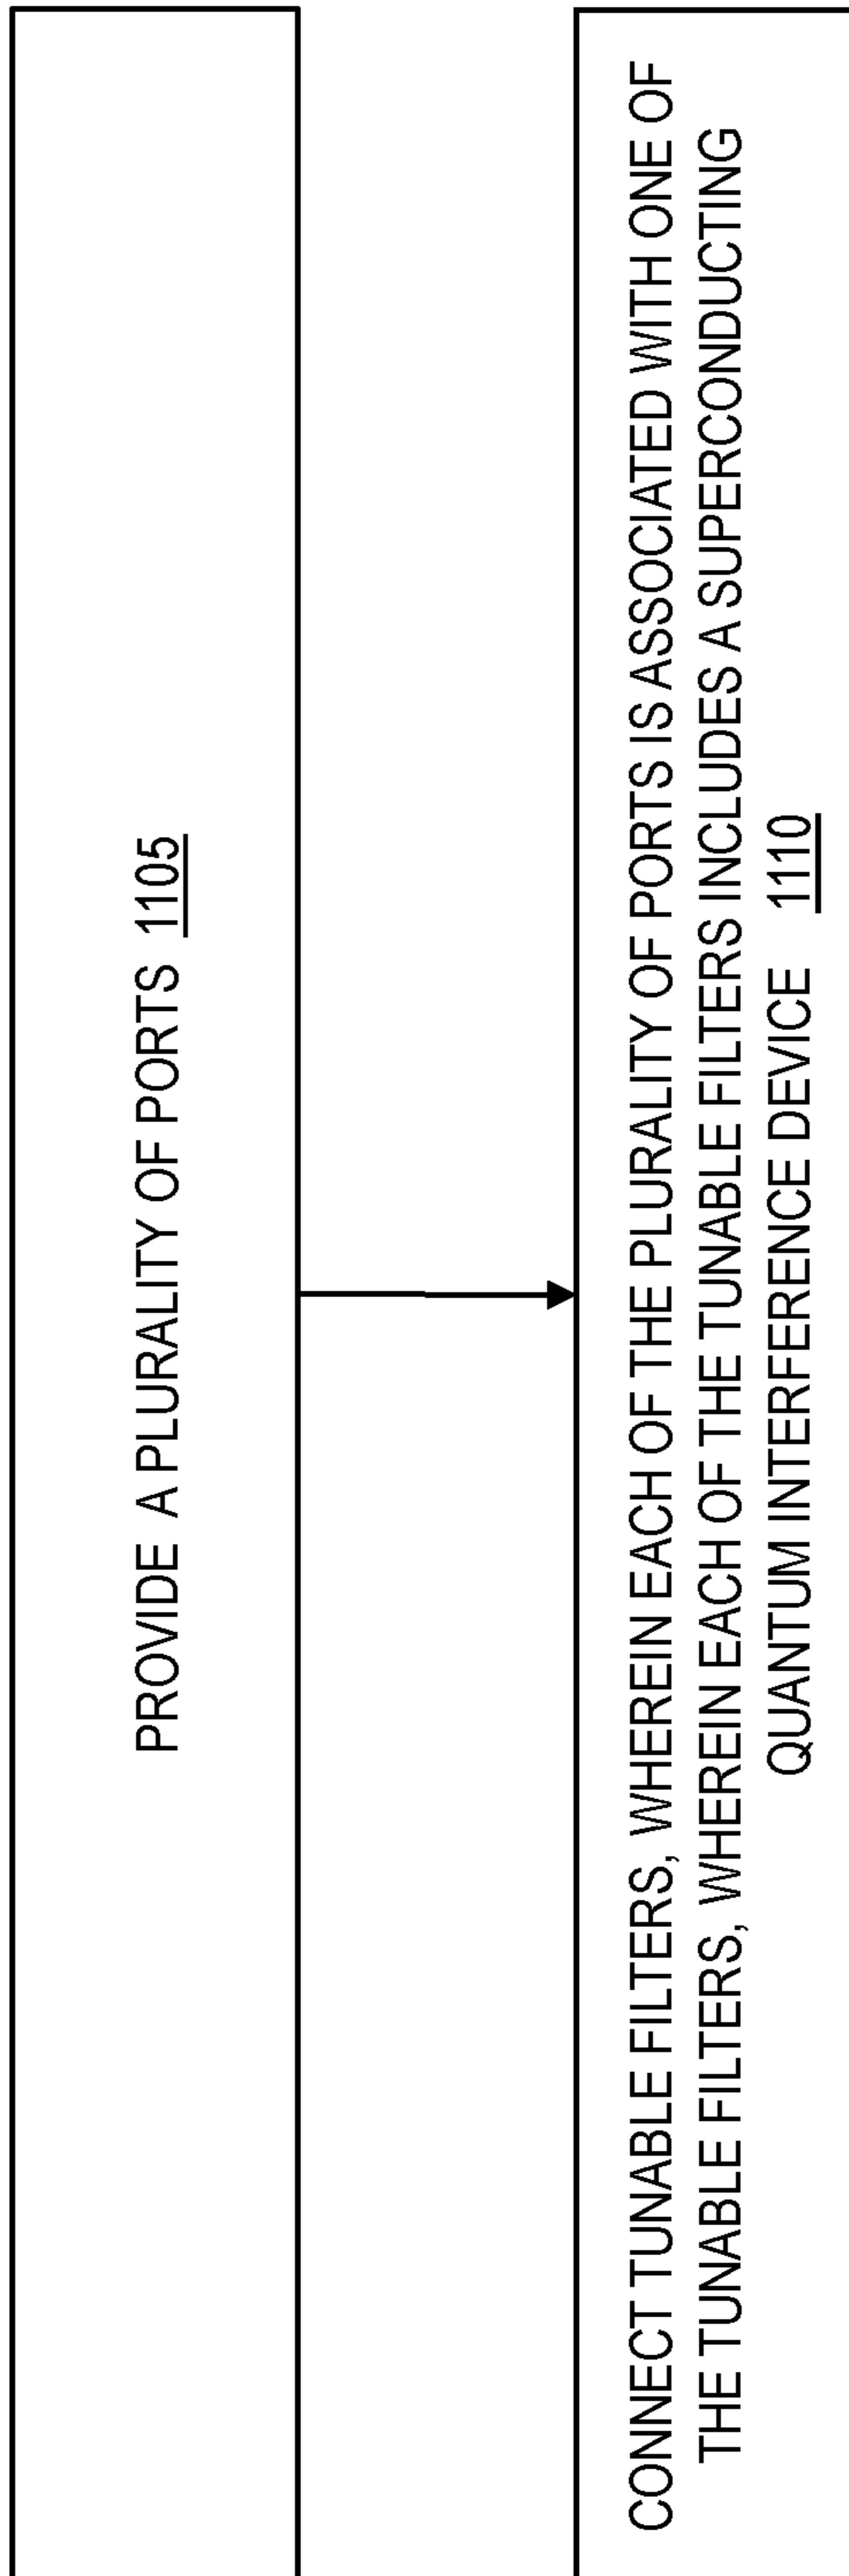 PROVIDE A PLURALITY OF PORTS 1105
CONNECT TUNABLE FILTERS, WHEREIN EACH OF THE PLURALITY OF PORTS IS ASSOCIATED WITH ONE OF
THE TUNABLE FILTERS, WHEREIN EACH OF THE TUNABLE FILTERS INCLUDES A SUPERCONDUCTING
QUANTUM INTERFERENCE DEVICE 1110